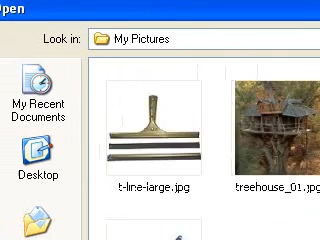 Open
Look in:
My Pictures
My Recent
Documents
Desktop
t-line-large.jpg
treehouse_01.jpg